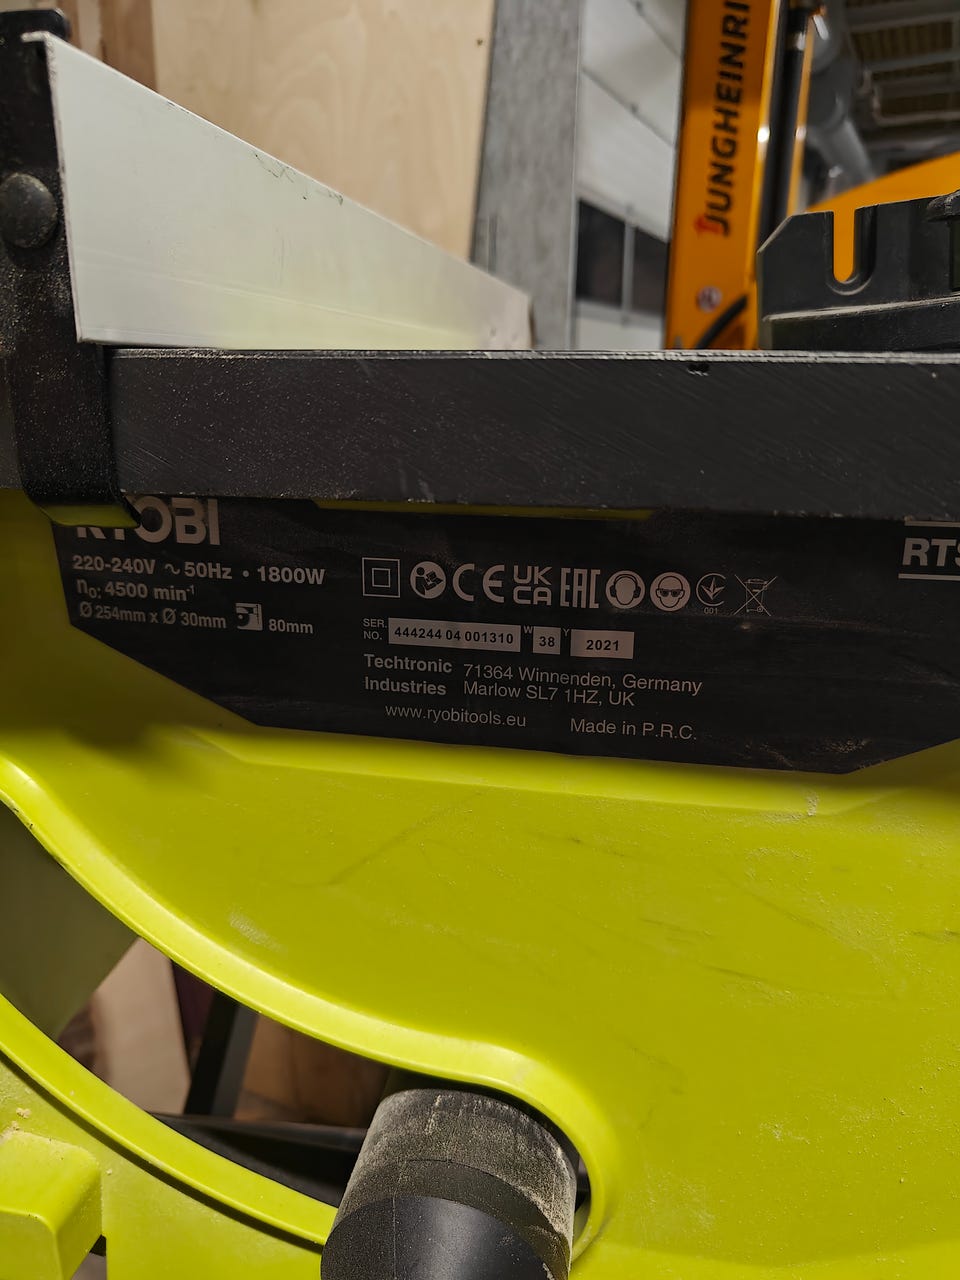 JUNGHEINRI
RYOBI
220-240V ~ 50Hz • 1800W
n₀: 4500 min⁻¹
Ø 254mm x Ø 30mm 80mm
CE UK CA EAC 001
SER. NO. 444244 04 001310 W 38 Y 2021
Techtronic Industries
71364 Winnenden, Germany
Marlow SL7 1HZ, UK
www.ryobitools.eu Made in P.R.C.
RTS